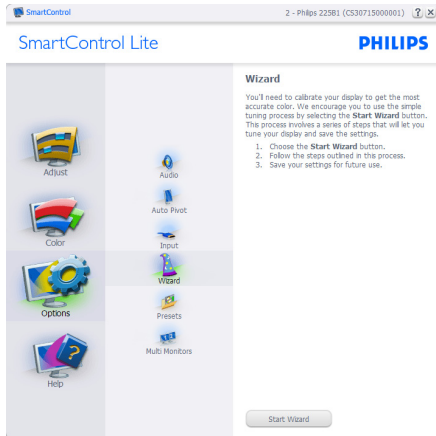 SmartControl
2 - Philips 225B1 (CS30715000001)
?
X
SmartControl Lite
PHILIPS
Adjust
Color
Options
Help
?
Audio
Auto Pivot
Input
Wizard
Presets
Multi Monitors
Wizard
You'll need to calibrate your display to get the most
accurate color. We encourage you to use the simple
tuning process by selecting the Start Wizard button.
This process involves a series of steps that will let you
tune your display and save the settings.
1. Choose the Start Wizard button.
2. Follow the steps outlined in this process.
3. Save your settings for future use.
Start Wizard